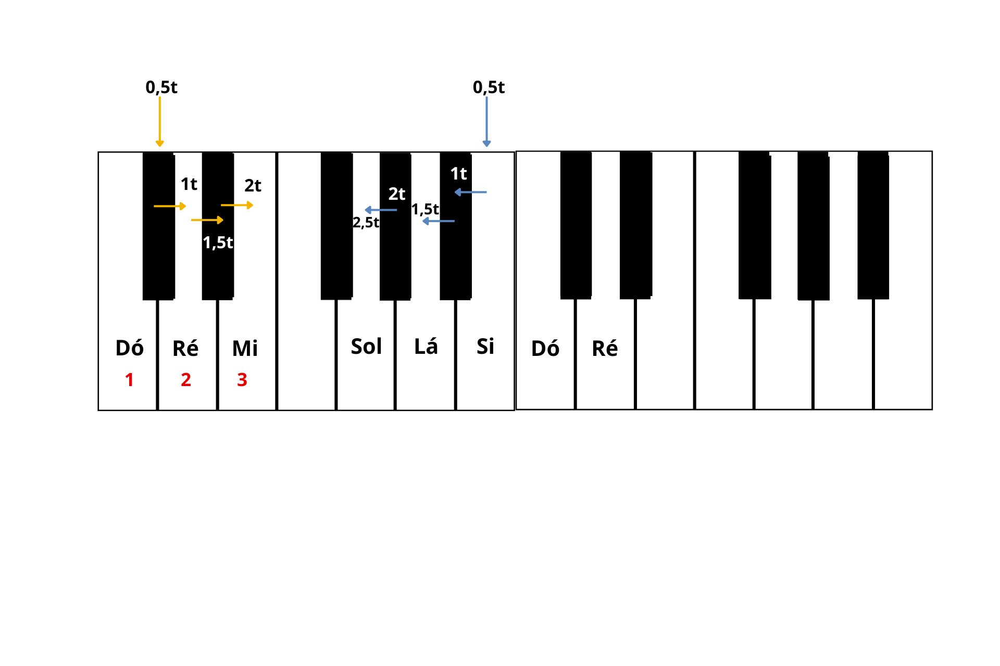 0,5t
0,5t
1t
2t
1,5t
1t
2t
1,5t
2,5t
Dó Ré Mi Sol Lá Si Dó Ré
1 2 3